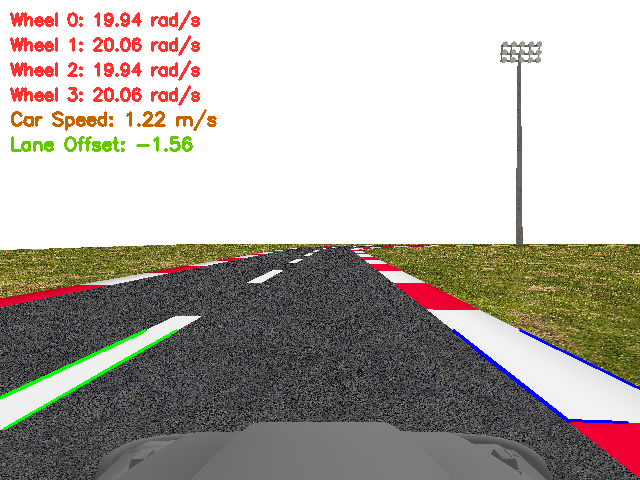 Wheel 0: 19.94 rad/s
Wheel 1: 20.06 rad/s
Wheel 2: 19.94 rad/s
Wheel 3: 20.06 rad/s
Car Speed: 1.22 m/s
Lane Offset: -1.56